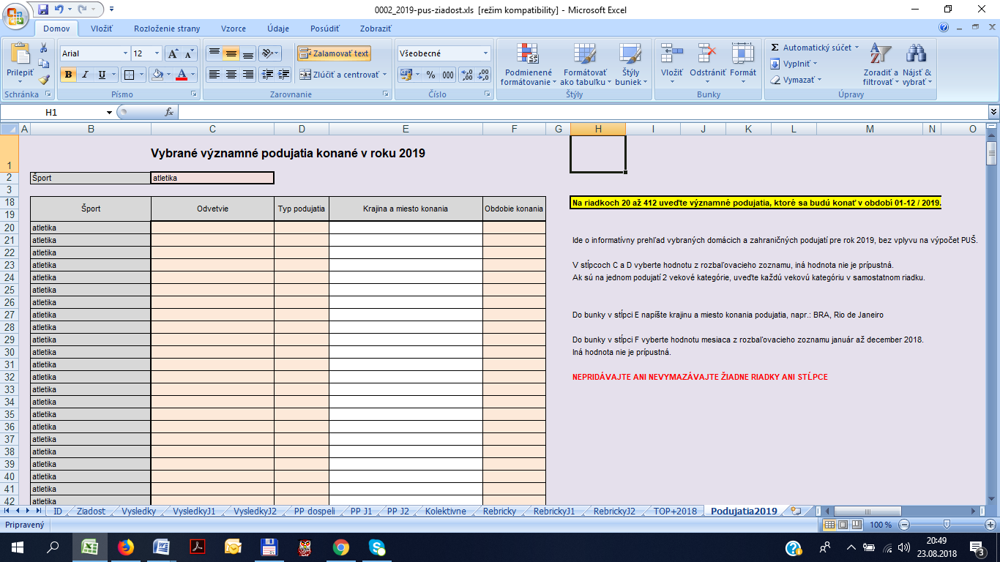 0002_2019-pus-ziadost.xls [režim kompatibility] - Microsoft Excel
Domov Vložiť Rozloženie strany Vzorce Údaje Posúdiť Zobraziť
Prilepiť
Schránka
Arial 12
B I U
Písmo
Zalamovať text
Zlúčiť a centrovať
Zarovnanie
Všeobecné
% 000
Číslo
Podmienené formátovanie
Formátovať ako tabuľku
Štýly buniek
Štýly
Vložiť Odstrániť Formát
Bunky
Σ Automatický súčet
Vyplniť
Vymazať
Zoradiť a filtrovať
Nájsť & vybrať
Úpravy
H1 fx
A B C D E F G H I J K L M N O
1 Vybrané významné podujatia konané v roku 2019
2 Šport atletika
3
18 Šport Odvetvie Typ podujatia Krajina a miesto konania Obdobie konania Na riadkoch 20 až 412 uveďte významné podujatia, ktoré sa budú konať v období 01-12 / 2019.
19
20 atletika
21 atletika Ide o informatívny prehľad vybraných domácich a zahraničných podujatí pre rok 2019, bez vplyvu na výpočet PUŠ.
22 atletika
23 atletika V stĺpcoch C a D vyberte hodnotu z rozbaľovacieho zoznamu, iná hodnota nie je prípustná.
24 atletika Ak sú na jednom podujatí 2 vekové kategórie, uveďte každú vekovú kategóriu v samostatnom riadku.
25 atletika
26 atletika
27 atletika Do bunky v stĺpci E napíšte krajinu a miesto konania podujatia, napr.: BRA, Rio de Janeiro
28 atletika
29 atletika Do bunky v stĺpci F vyberte hodnotu mesiaca z rozbaľovacieho zoznamu január až december 2018.
30 atletika Iná hodnota nie je prípustná.
31 atletika
32 atletika NEPRIDÁVAJTE ANI NEVYMAZÁVAJTE ŽIADNE RIADKY ANI STĹPCE
33 atletika
34 atletika
35 atletika
36 atletika
37 atletika
38 atletika
39 atletika
40 atletika
41 atletika
42 atletika
ID Ziadost Vysledky VysledkyJ1 VysledkyJ2 PP dospeli PP J1 PP J2 Kolektivne Rebricky RebrickyJ1 RebrickyJ2 TOP+2018 Podujatia2019
Pripravený 100 %
20:49
23.08.2018
3